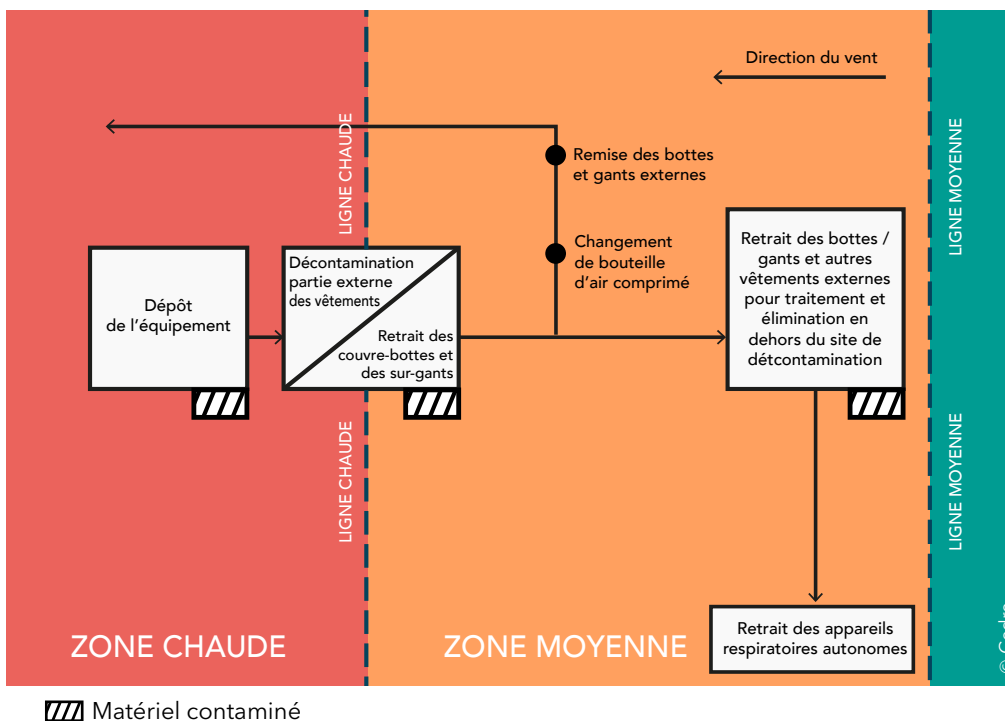 Direction du vent
LIGNE CHAUDE
LIGNE MOYENNE
Remise des bottes
et gants externes
Changement
de bouteille
d'air comprimé
Dépôt
de l'équipement
Décontamination
partie externe
des vêtements
Retrait des
couvre-bottes et
des sur-gants
Retrait des bottes /
gants et autres
vêtements externes
pour traitement et
élimination en
dehors du site de
détcontamination
LIGNE CHAUDE
LIGNE MOYENNE
Retrait des appareils
respiratoires autonomes
ZONE CHAUDE
ZONE MOYENNE
© Cedre
Matériel contaminé